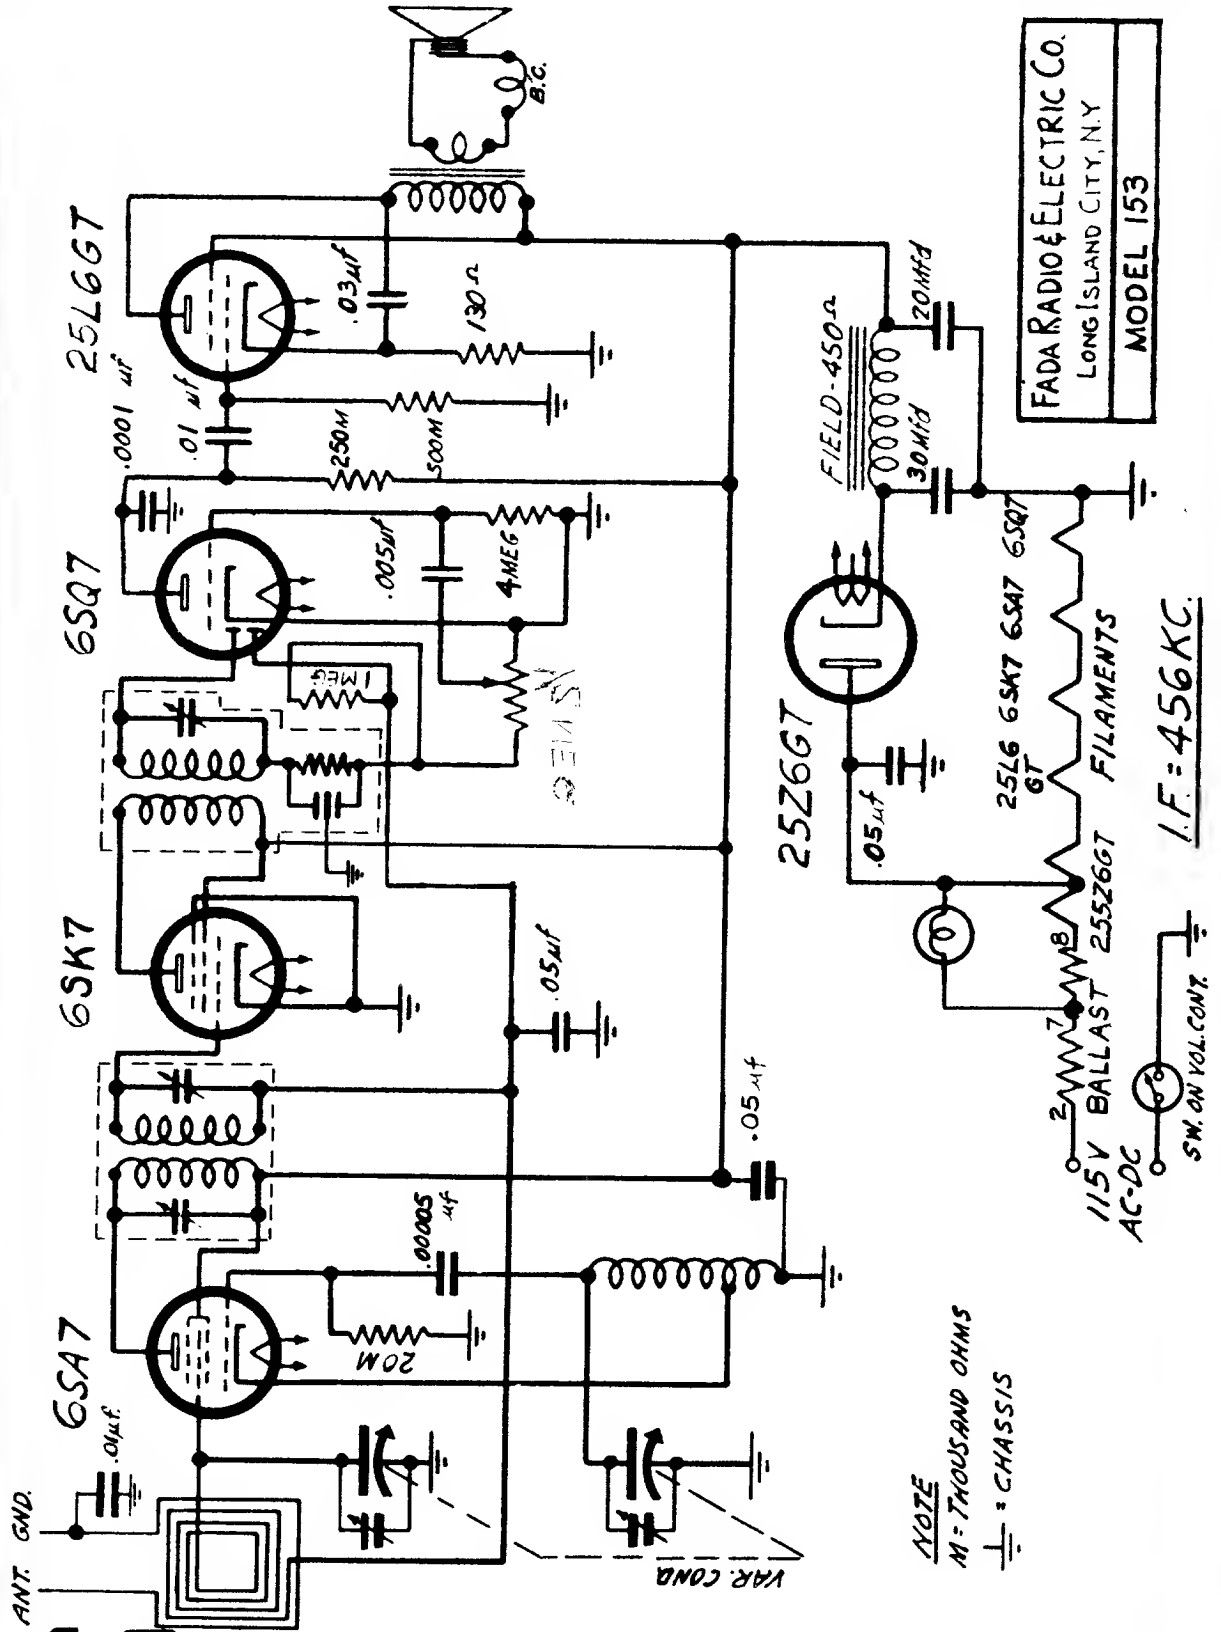 ANT.
GND.
.01µf.
6SA7
6SK7
6SQ7
.0001 µf
25L6GT
.01 µf
.03µf
130Ω
B.C.
250M
500M
.005µf
4MEG
1MEG
20M
.00005
µf
.05µf
.05µf
VAR. COND.
25Z6GT
.05µf
FIELD-450Ω
30Mfd
20Mfd
25L6
GT
6SK7
6SA7
6SQ7
FILAMENTS
2
7
8
BALLAST
25Z6GT
115V
AC-DC
SW. ON VOL. CONT.
I.F.=456KC.
NOTE
M=THOUSAND OHMS
= CHASSIS
FADA RADIO & ELECTRIC Co.
LONG ISLAND CITY, N.Y
MODEL 153